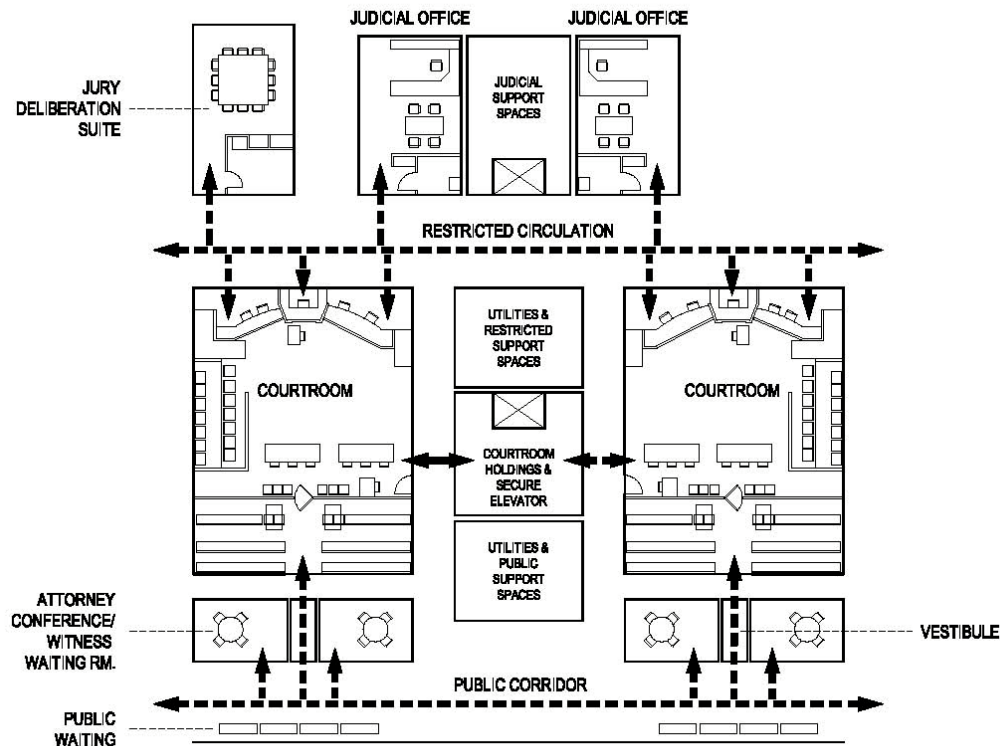 JUDICIAL OFFICE
JUDICIAL OFFICE
JURY
DELIBERATION
SUITE
JUDICIAL
SUPPORT
SPACES
RESTRICTED CIRCULATION
UTILITIES &
RESTRICTED
SUPPORT
SPACES
COURTROOM
COURTROOM
COURTROOM
HOLDINGS &
SECURE
ELEVATOR
UTILITIES &
PUBLIC
SUPPORT
SPACES
ATTORNEY
CONFERENCE/
WITNESS
WAITING RM.
VESTIBULE
PUBLIC CORRIDOR
PUBLIC
WAITING